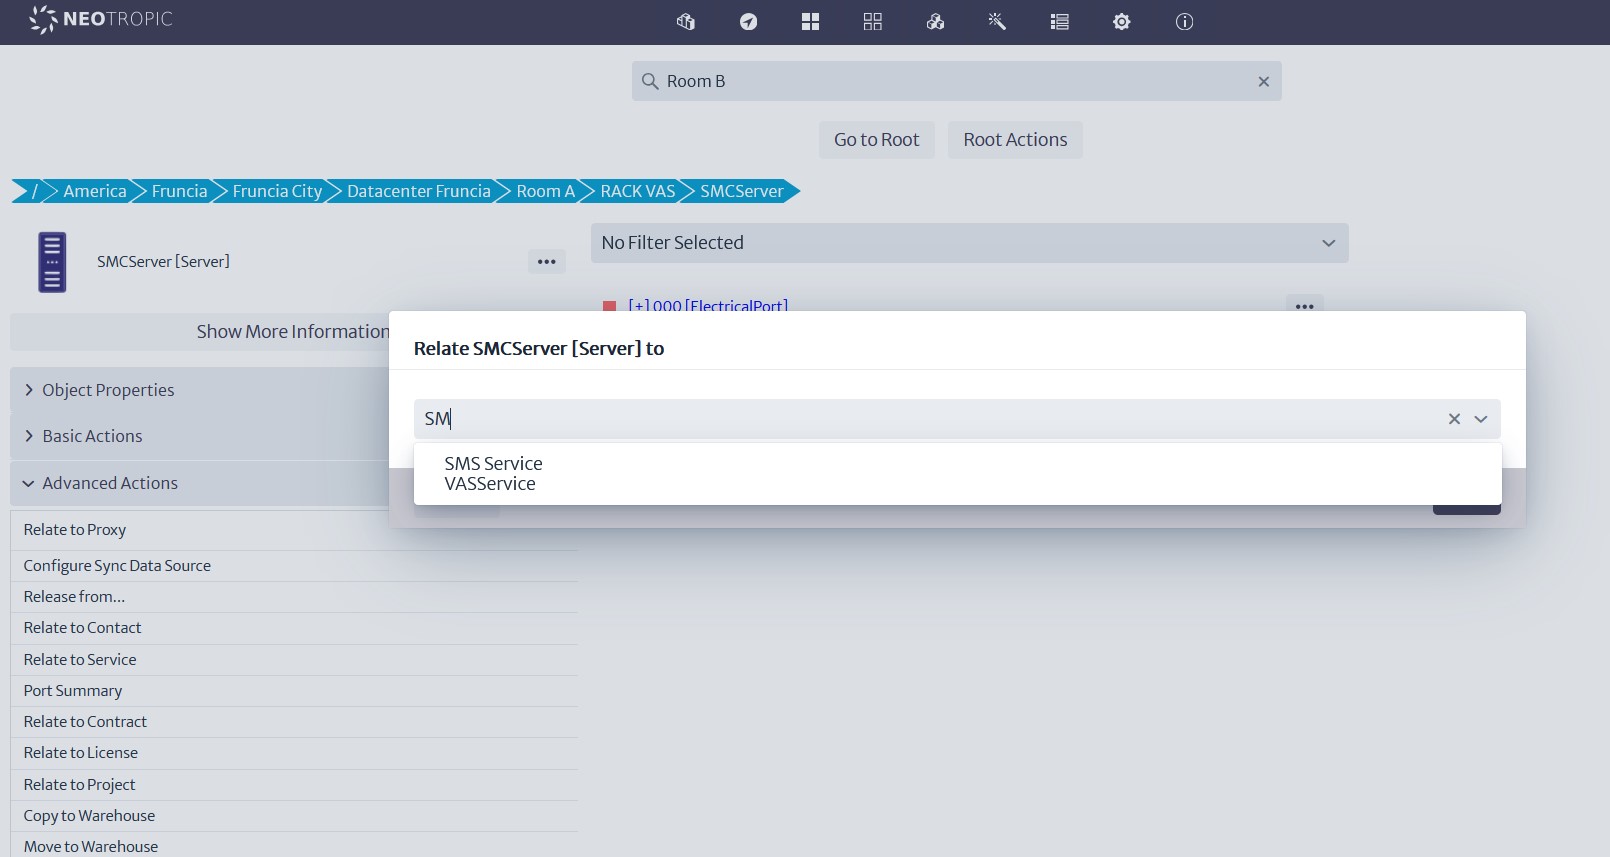 NEOTROPIC
Room B
Go to Root
Root Actions
/
America
Fruncia
Fruncia City
Datacenter Fruncia
Room A
RACK VAS
SMCServer
SMCServer [Server]
No Filter Selected
[+] 000 [ElectricalPort]
Show More Information
Relate SMCServer [Server] to
Object Properties
SM
Basic Actions
SMS Service
VASService
Advanced Actions
Relate to Proxy
Configure Sync Data Source
Release from...
Relate to Contact
Relate to Service
Port Summary
Relate to Contract
Relate to License
Relate to Project
Copy to Warehouse
Move to Warehouse